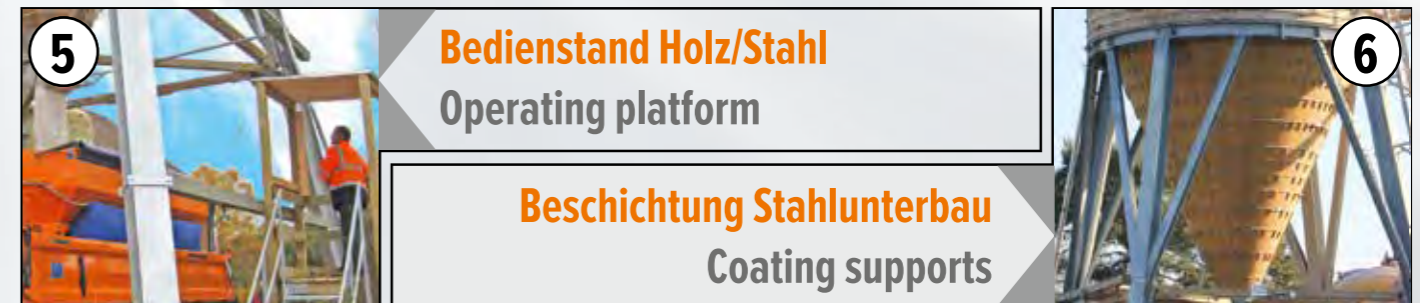 5
Bedienstand Holz/Stahl
Operating platform
6
Beschichtung Stahlunterbau
Coating supports